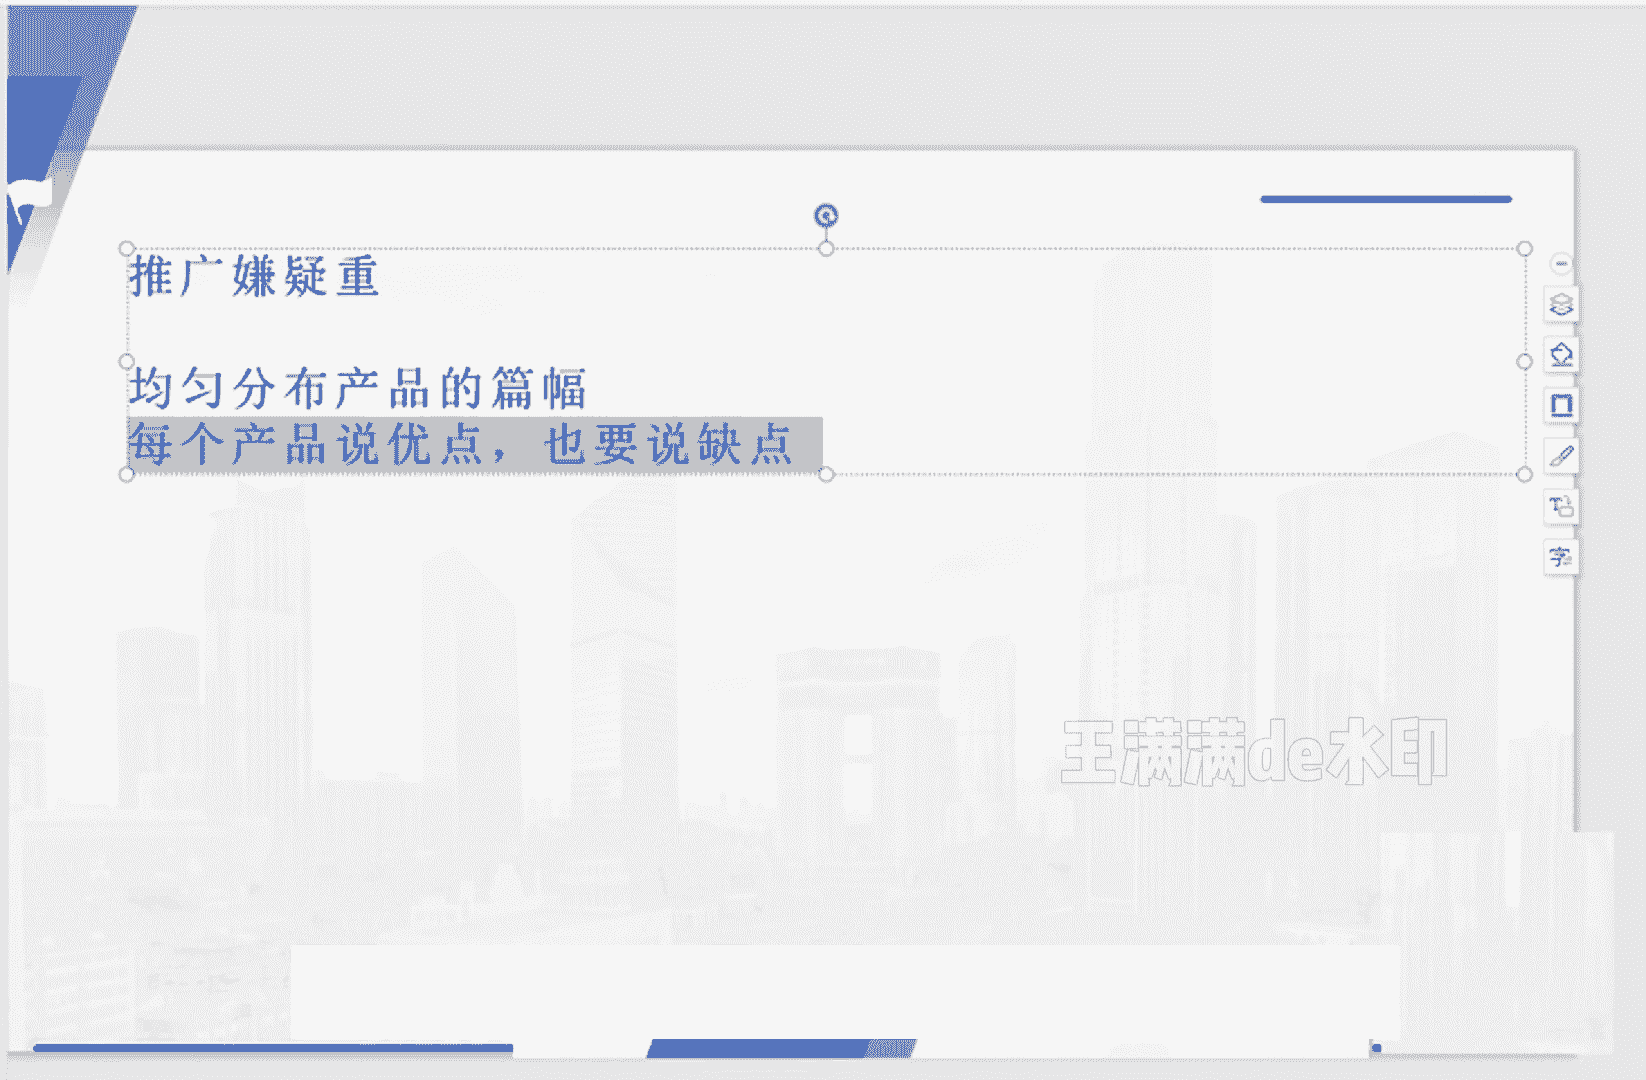 推广嫌疑重
均匀分布产品的篇幅
每个产品说优点，也要说缺点
王满满de水印
字